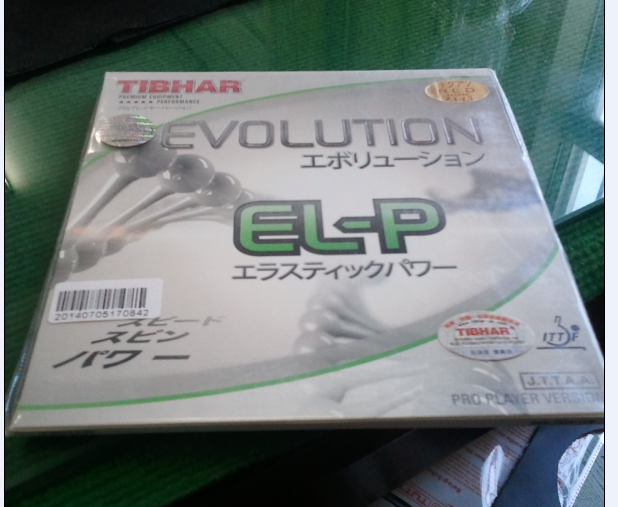 TIBHAR
PREMIUM EQUIPMENT
★★★★★ PERFORMANCE
RED
EVOLUTION
エボリューション
EL-P
エラスティックパワー
20140705170842
スピード
スピン
パワー
TIBHAR
ITTF
J.T.T.A.A.
PRO PLAYER VERSION